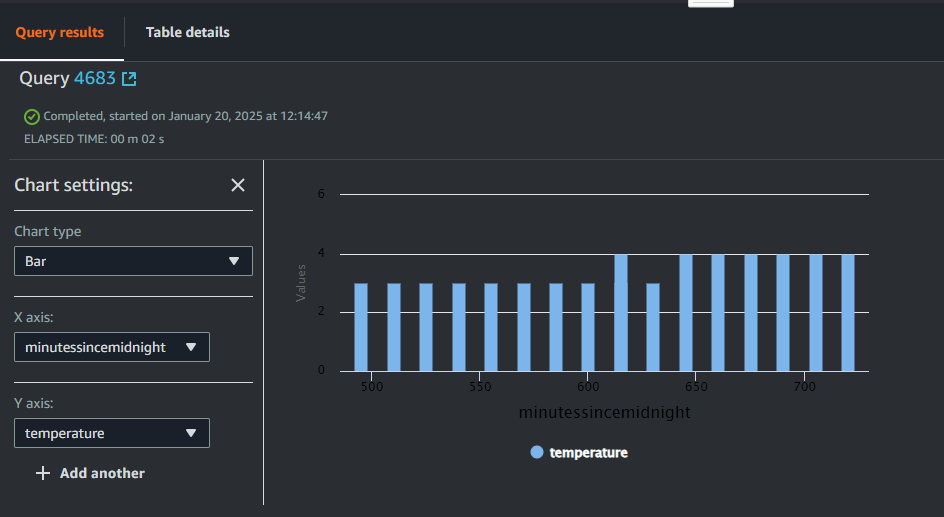 Query results
Table details
Query 4683
Completed, started on January 20, 2025 at 12:14:47
ELAPSED TIME: 00 m 02 s
Chart settings:
Chart type
Bar
X axis:
minutessincemidnight
Y axis:
temperature
Add another
6
4
2
0
Values
500 550 600 650 700
minutessincemidnight
temperature